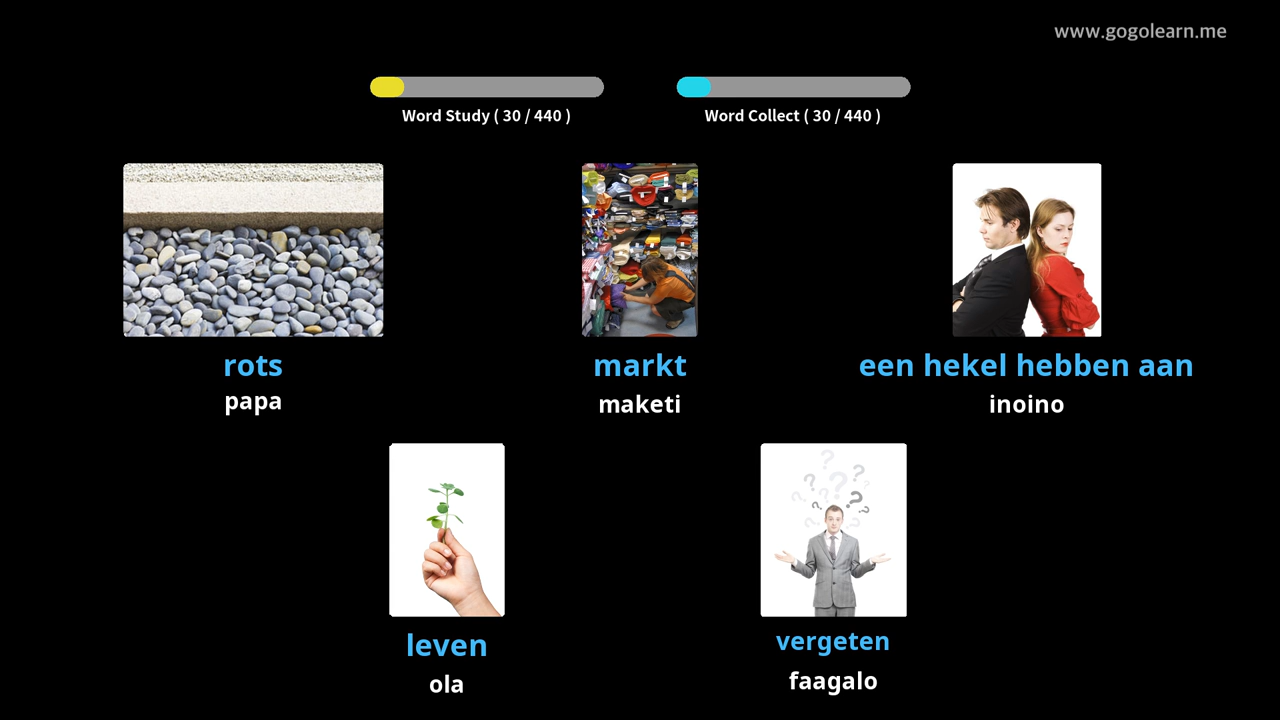 www.gogolearn.me
Word Study ( 30 / 440 )
Word Collect ( 30 / 440 )
rots
papa
markt
maketi
een hekel hebben aan
inoino
leven
ola
vergeten
faagalo